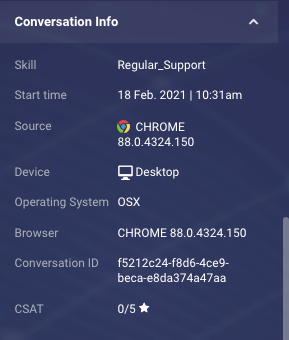 Conversation Info
Skill Regular_Support
Start time 18 Feb. 2021 | 10:31am
Source CHROME
88.0.4324.150
Device Desktop
Operating System OSX
Browser CHROME 88.0.4324.150
Conversation ID f5212c24-f8d6-4ce9-
beca-e8da374a47aa
CSAT 0/5